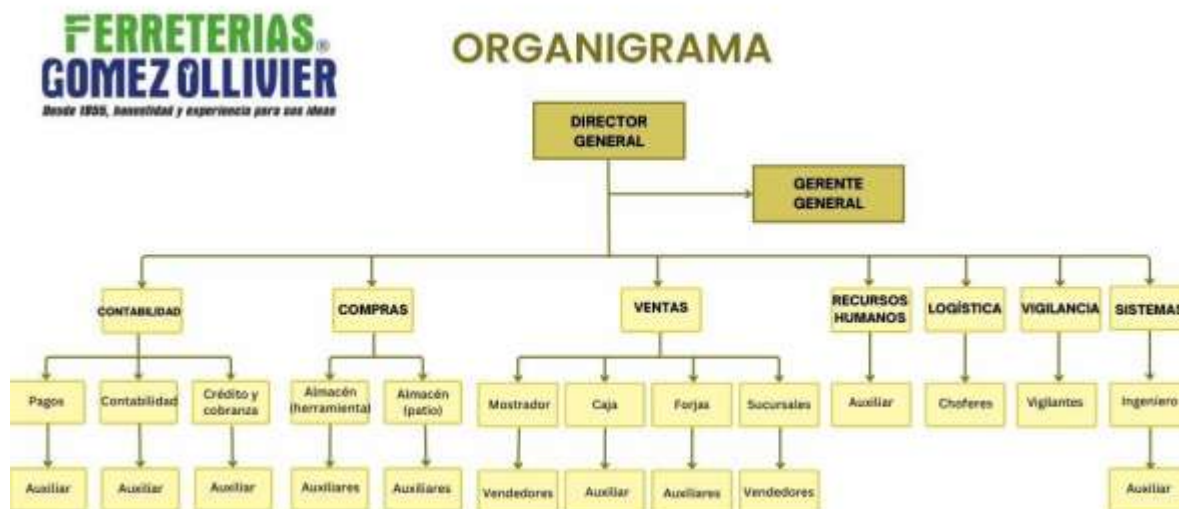 FERRETERIAS®
GOMEZ OLLIVIER
Desde 1955, honestidad y experiencia para sus ideas
ORGANIGRAMA
DIRECTOR
GENERAL
GERENTE
GENERAL
CONTABILIDAD
COMPRAS
VENTAS
RECURSOS
HUMANOS
LOGÍSTICA
VIGILANCIA
SISTEMAS
Pagos
Contabilidad
Crédito y
cobranza
Almacén
(herramienta)
Almacén
(patio)
Mostrador
Caja
Forjas
Sucursales
Auxiliar
Choferes
Vigilantes
Ingeniero
Auxiliar
Auxiliar
Auxiliar
Auxiliares
Auxiliares
Vendedores
Auxiliar
Auxiliares
Vendedores
Auxiliar